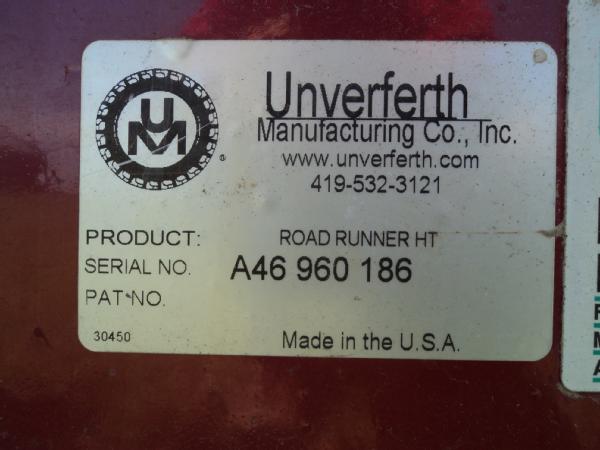 UM
®
Unverferth
Manufacturing Co., Inc.
www.unverferth.com
419-532-3121
PRODUCT: ROAD RUNNER HT
SERIAL NO. A46 960 186
PAT NO.
30450 Made in the U.S.A.